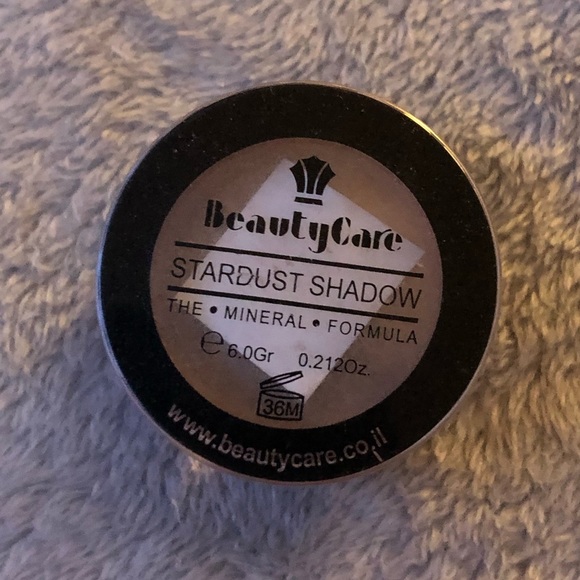 BeautyCare
STARDUST SHADOW
THE • MINERAL • FORMULA
℮ 6.0Gr 0.212Oz.
36M
www.beautycare.co.il